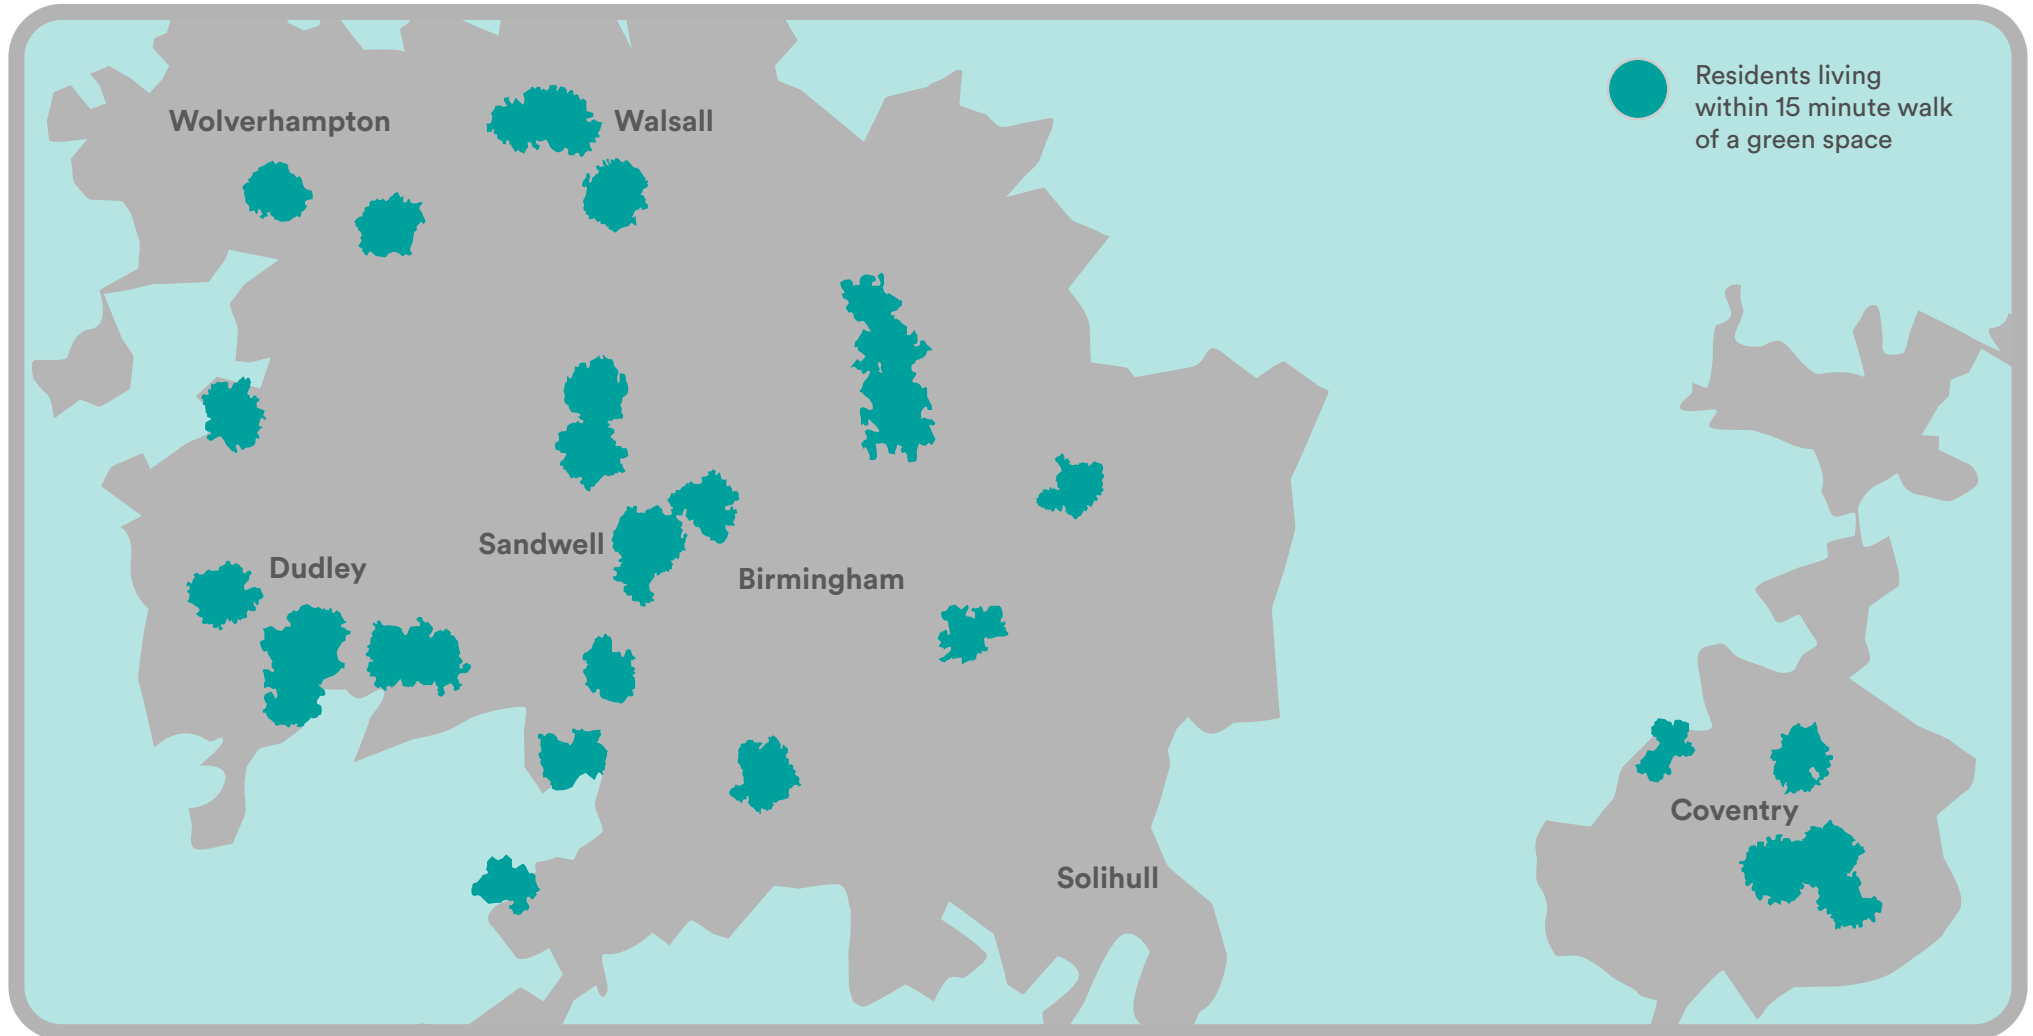 Residents living
within 15 minute walk
of a green space
Wolverhampton
Walsall
Sandwell
Dudley
Birmingham
Coventry
Solihull